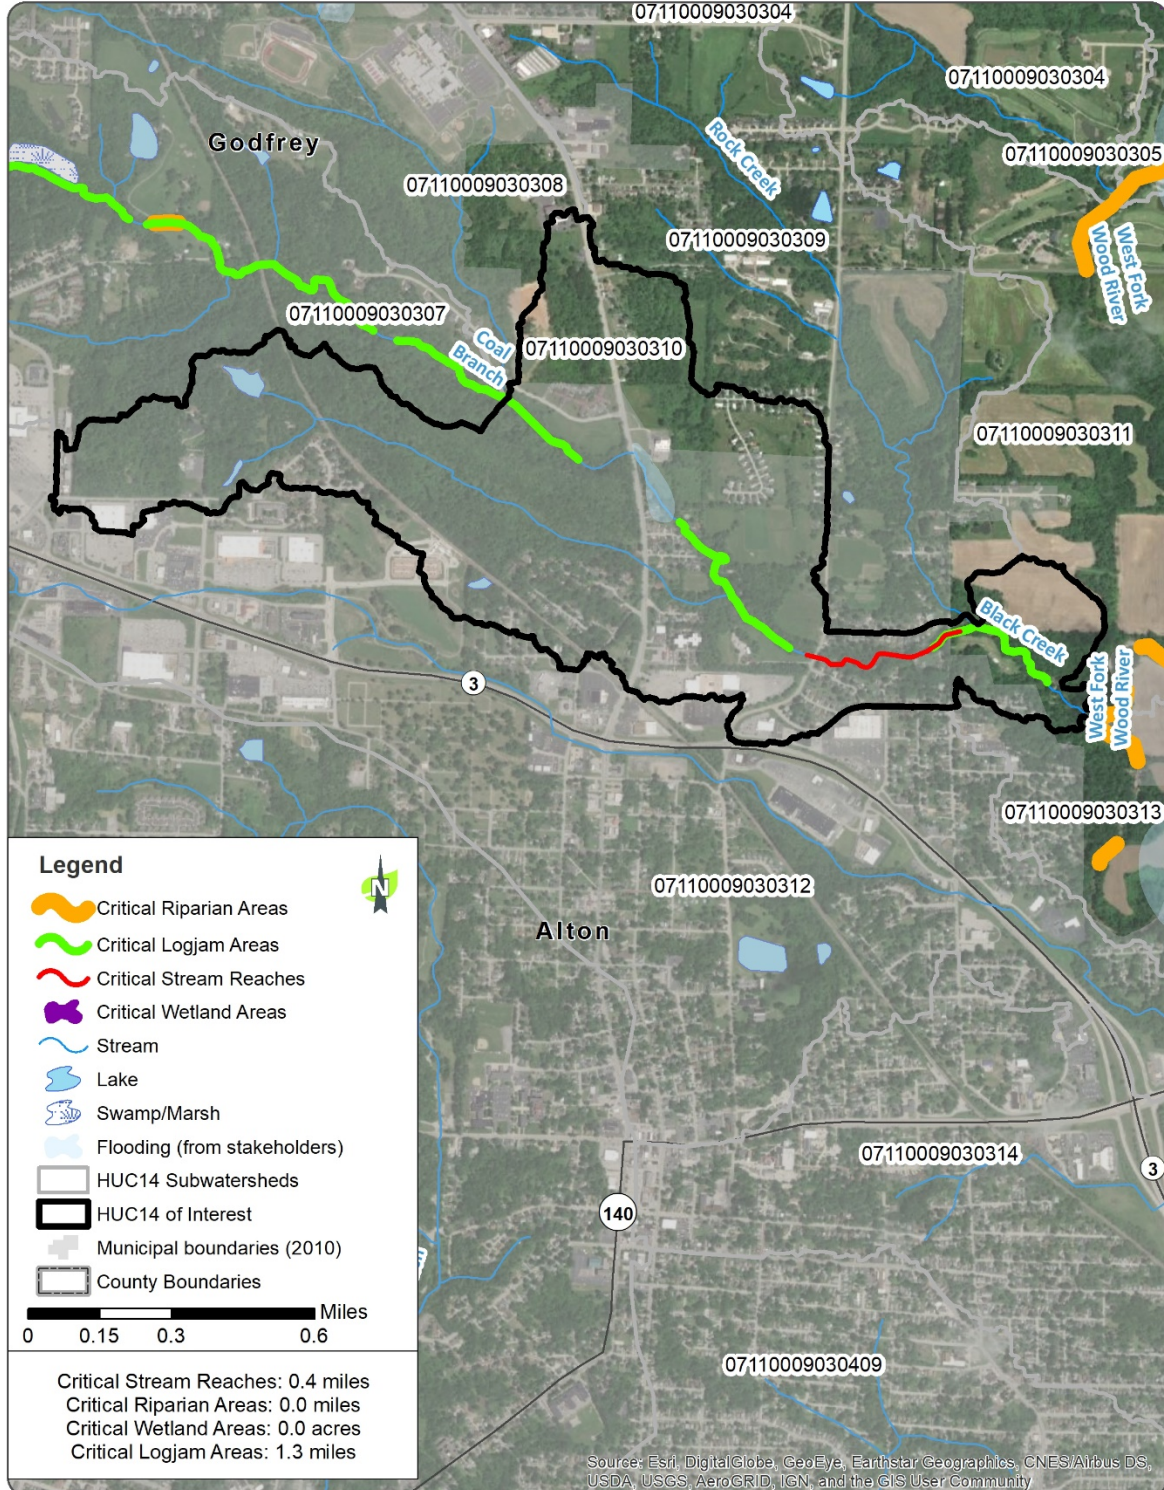 07110009030304
07110009030304
Godfrey
Rock Creek
07110009030305
07110009030308
07110009030309
West Fork
Wood River
07110009030307
Coal
Branch
07110009030310
07110009030311
Black Creek
West Fork
Wood River
3
07110009030313
07110009030312
Alton
Legend
N
Critical Riparian Areas
Critical Logjam Areas
Critical Stream Reaches
Critical Wetland Areas
Stream
Lake
Swamp/Marsh
Flooding (from stakeholders)
HUC14 Subwatersheds
HUC14 of Interest
Municipal boundaries (2010)
County Boundaries
Miles
0 0.15 0.3 0.6
07110009030314
3
140
07110009030409
Critical Stream Reaches: 0.4 miles
Critical Riparian Areas: 0.0 miles
Critical Wetland Areas: 0.0 acres
Critical Logjam Areas: 1.3 miles
Source: Esri, DigitalGlobe, GeoEye, Earthstar Geographics, CNES/Airbus DS,
USDA, USGS, AeroGRID, IGN, and the GIS User Community